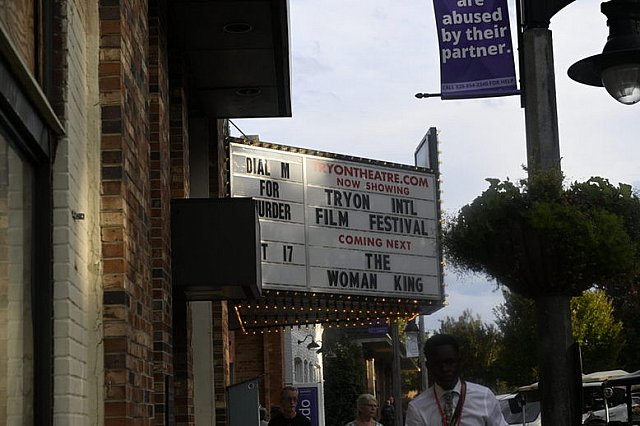 are
abused
by their
partner.
DIAL M
FOR
MURDER
T 17
TRYONTHEATRE.COM
NOW SHOWING
TRYON INTL
FILM FESTIVAL
COMING NEXT
THE
WOMAN KING
do